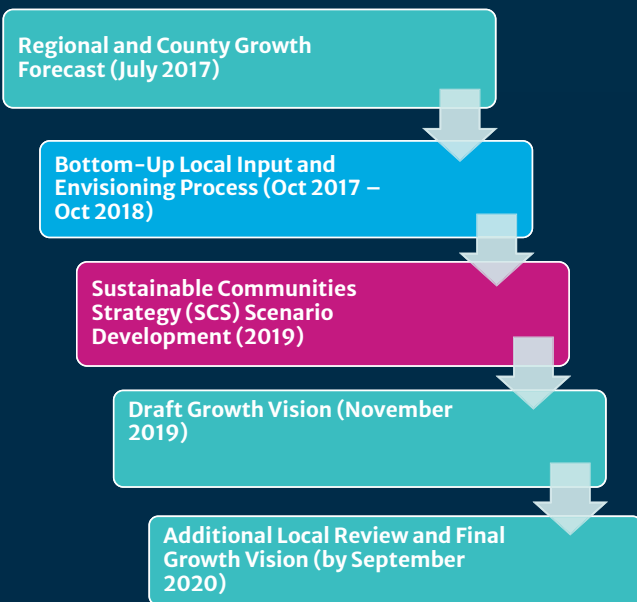 Regional and County Growth
Forecast (July 2017)
Bottom-Up Local Input and
Envisioning Process (Oct 2017 –
Oct 2018)
Sustainable Communities
Strategy (SCS) Scenario
Development (2019)
Draft Growth Vision (November
2019)
Additional Local Review and Final
Growth Vision (by September
2020)